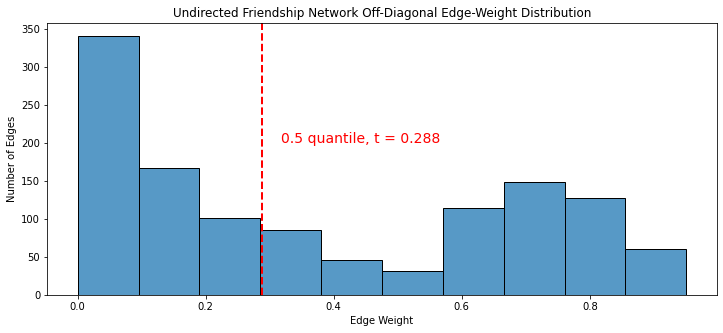 Undirected Friendship Network Off-Diagonal Edge-Weight Distribution
350
300
250
200
150
100
50
0
Number of Edges
0.5 quantile, t = 0.288
0.0 0.2 0.4 0.6 0.8
Edge Weight